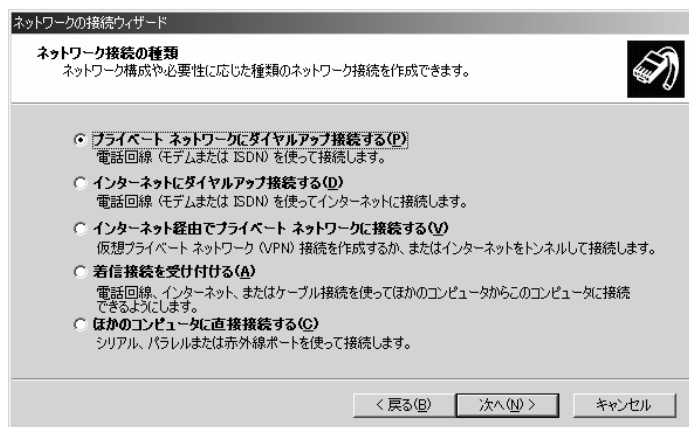 ネットワークの接続ウィザード
ネットワーク接続の種類
ネットワーク構成や必要性に応じた種類のネットワーク接続を作成できます。
プライベート ネットワークにダイヤルアップ接続する(P)
電話回線 (モデムまたは ISDN) を使って接続します。
インターネットにダイヤルアップ接続する(D)
電話回線 (モデムまたは ISDN) を使ってインターネットに接続します。
インターネット経由でプライベート ネットワークに接続する(V)
仮想プライベート ネットワーク (VPN) 接続を作成するか、またはインターネットをトンネルして接続します。
着信接続を受け付ける(A)
電話回線、インターネット、またはケーブル接続を使ってほかのコンピュータからこのコンピュータに接続
できるようにします。
ほかのコンピュータに直接接続する(C)
シリアル、パラレルまたは赤外線ポートを使って接続します。
< 戻る(B) 次へ(N) > キャンセル